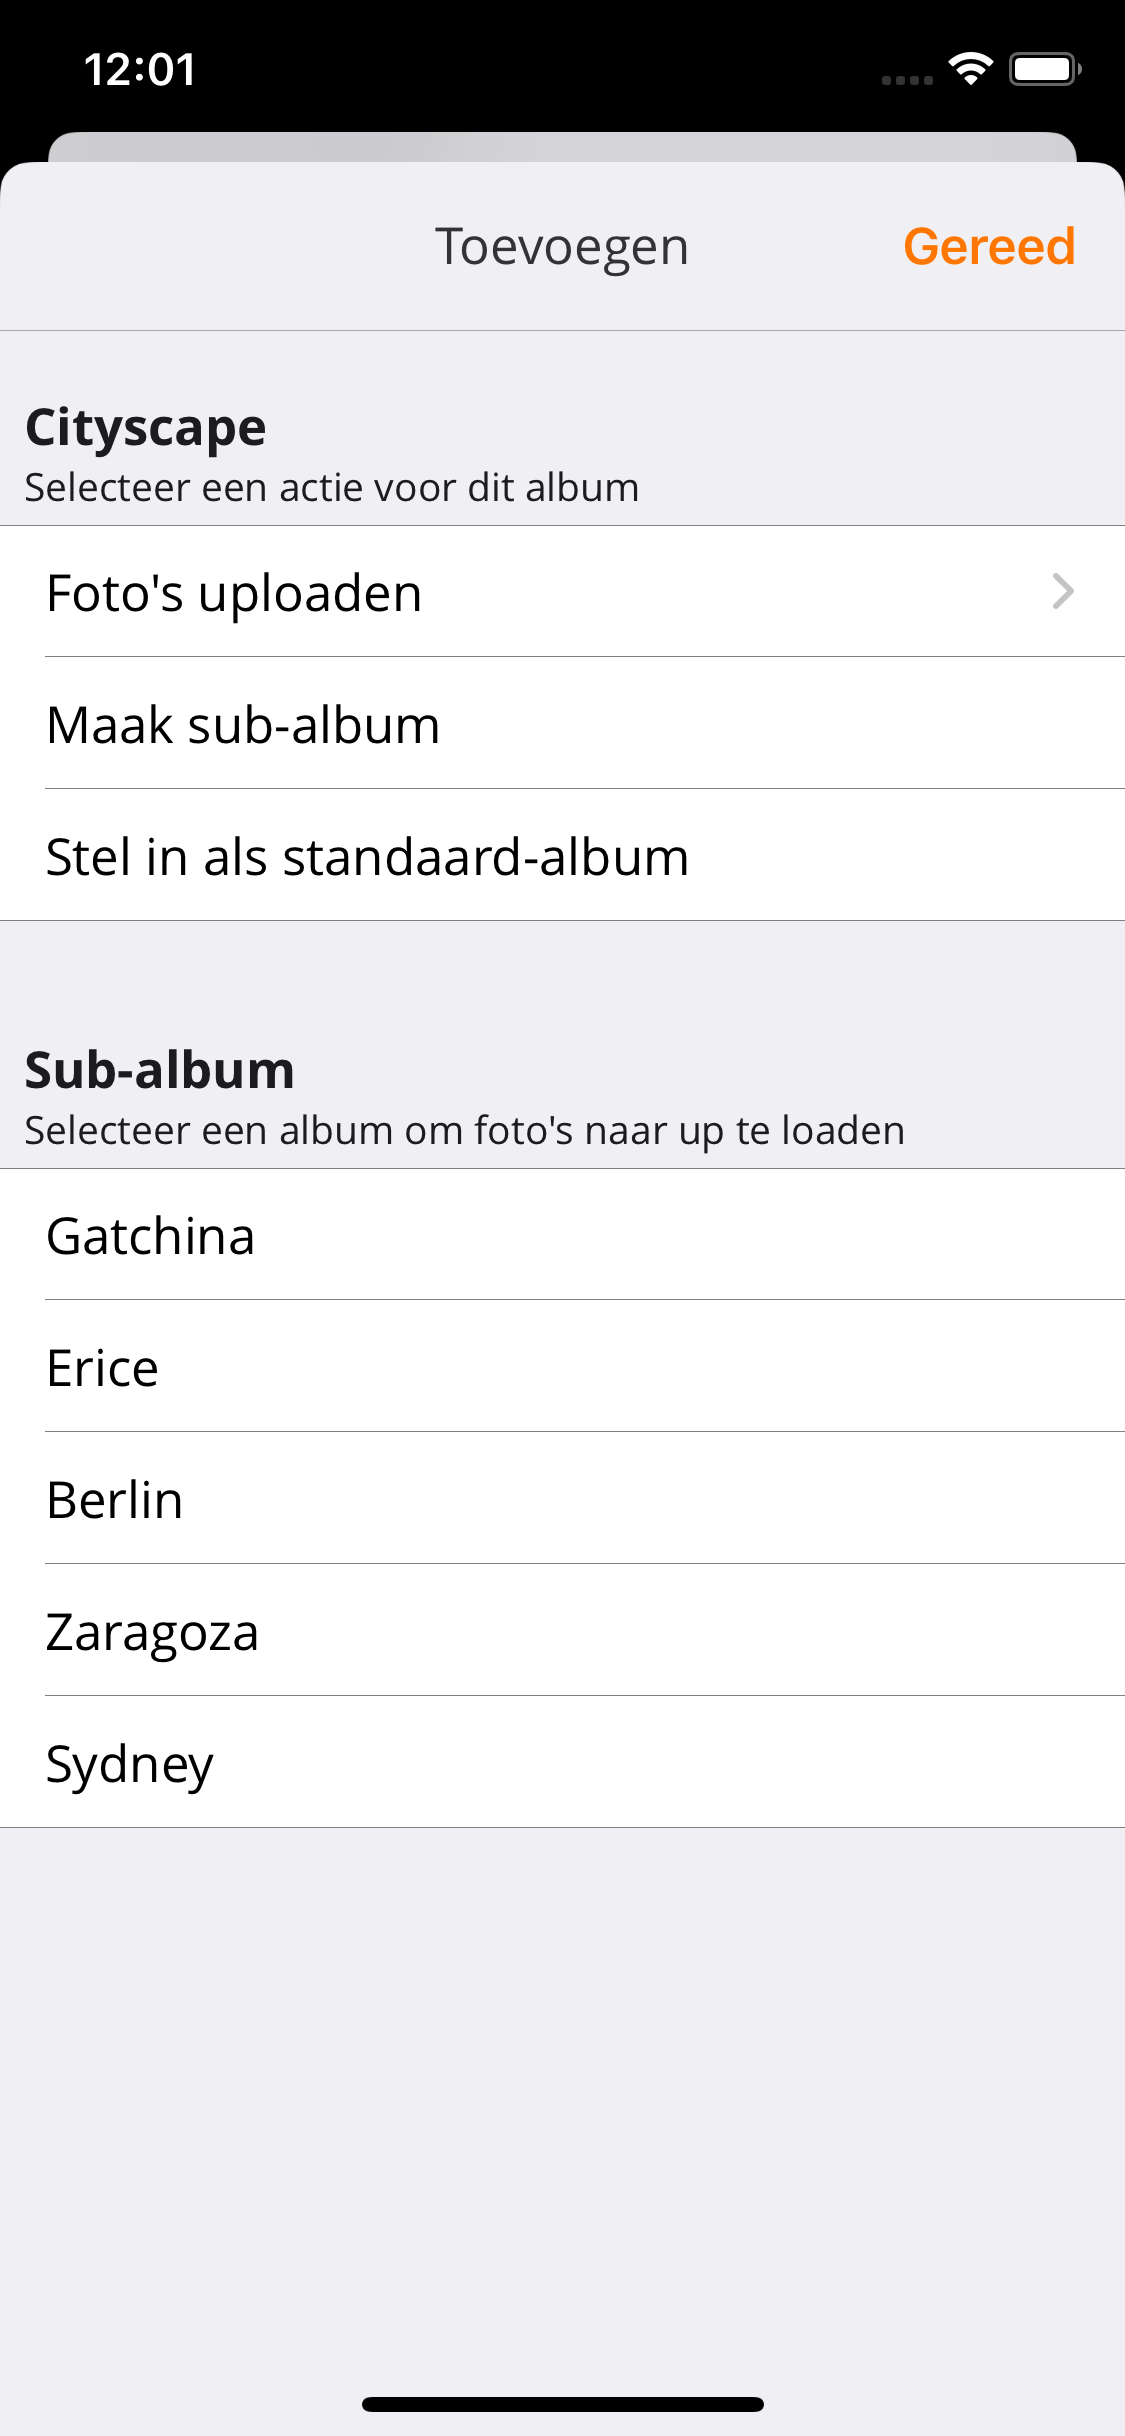 12:01
Toevoegen
Gereed
Cityscape
Selecteer een actie voor dit album
Foto's uploaden
Maak sub-album
Stel in als standaard-album
Sub-album
Selecteer een album om foto's naar up te loaden
Gatchina
Erice
Berlin
Zaragoza
Sydney